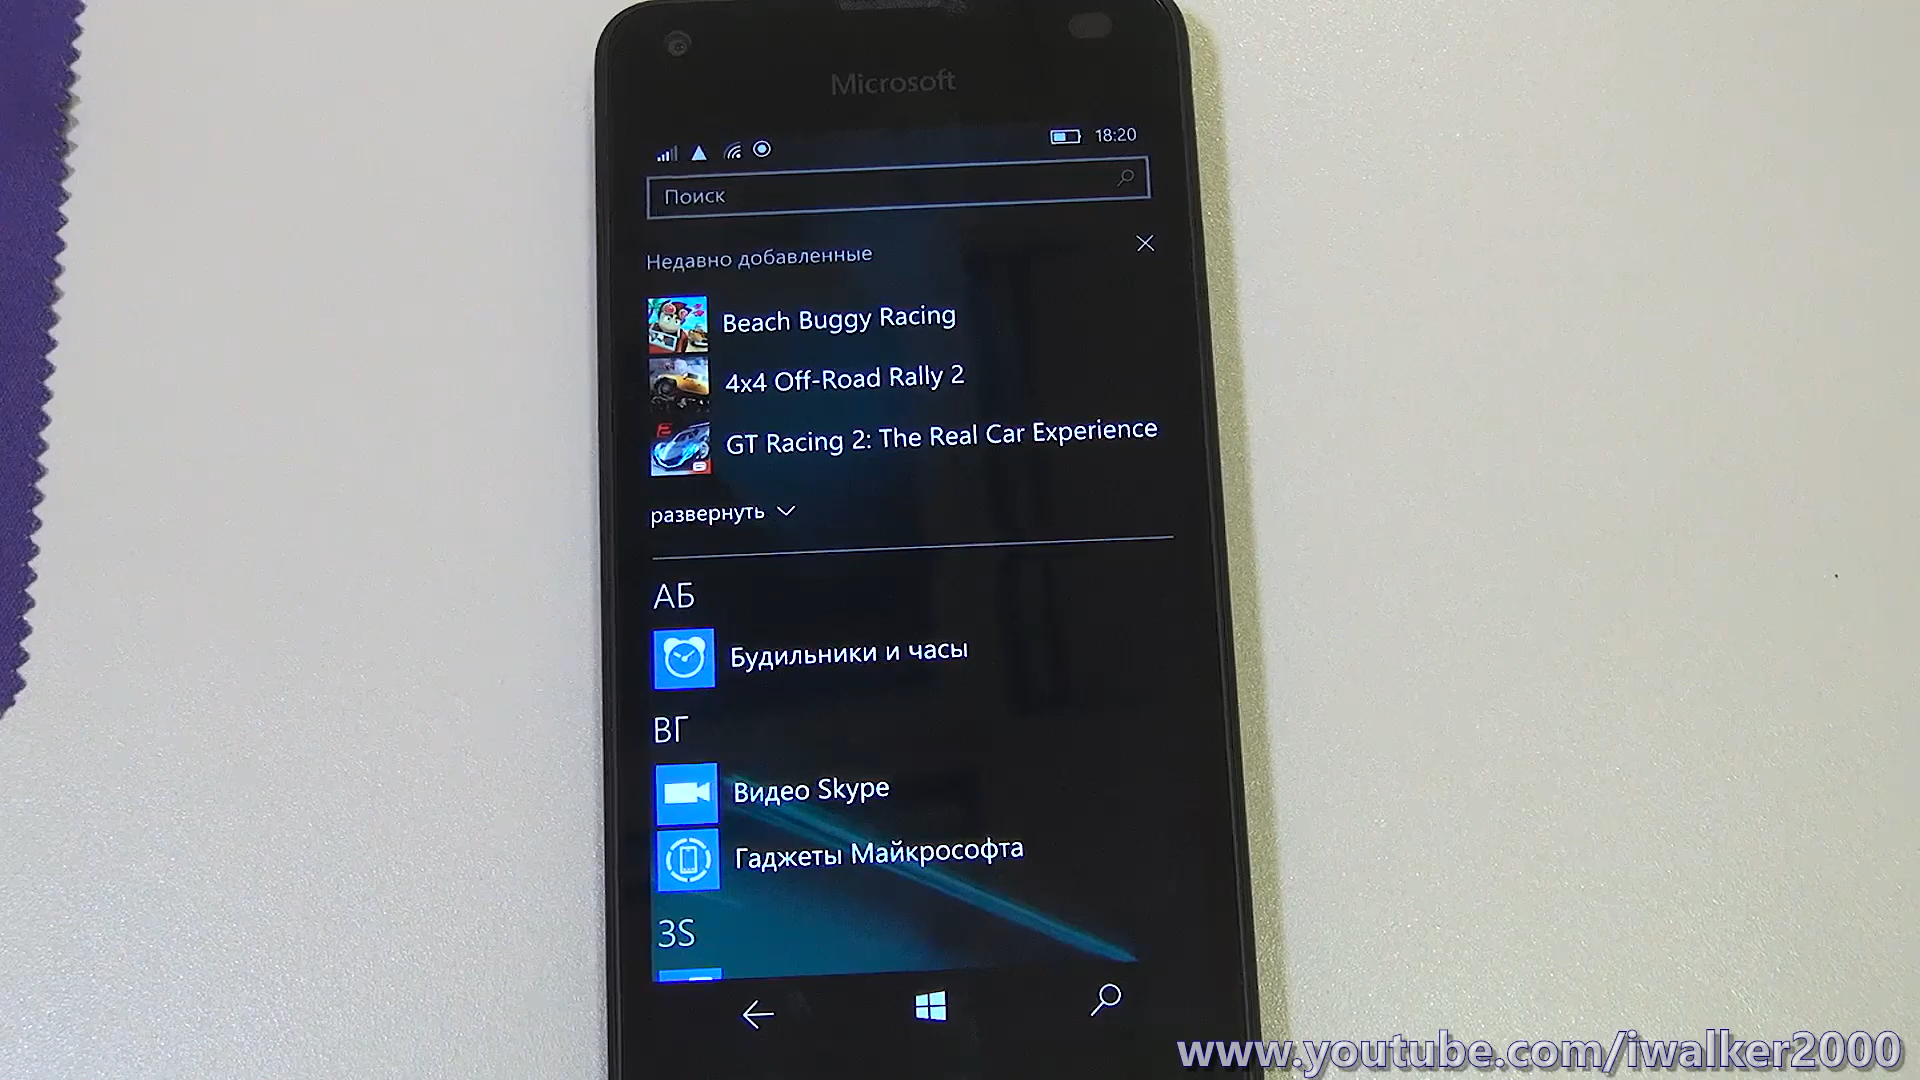 Microsoft
18:20
Поиск
Недавно добавленные
Beach Buggy Racing
4x4 Off-Road Rally 2
GT Racing 2: The Real Car Experience
развернуть
АБ
Будильники и часы
ВГ
Видео Skype
Гаджеты Майкрософта
ЗЅ
www.youtube.com/iwalker2000